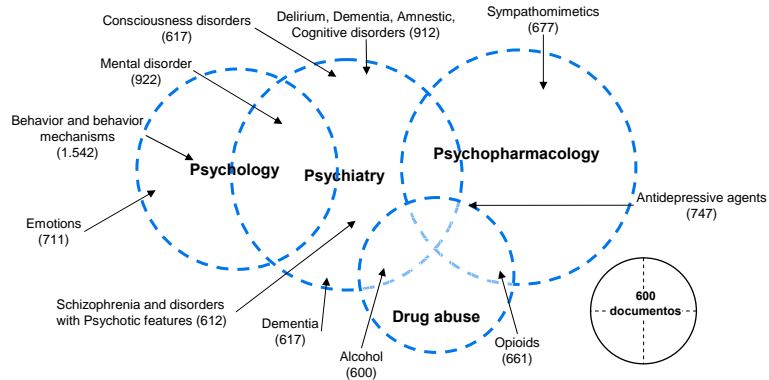 Consciousness disorders
(617)
Delirium, Dementia, Amnestic,
Cognitive disorders (912)
Sympathomimetics
(677)
Mental disorder
(922)
Behavior and behavior
mechanisms
(1.542)
Psychology
Psychiatry
Psychopharmacology
Antidepressive agents
(747)
Emotions
(711)
Schizophrenia and disorders
with Psychotic features (612)
Dementia
(617)
Drug abuse
Alcohol
(600)
Opioids
(661)
600
documentos